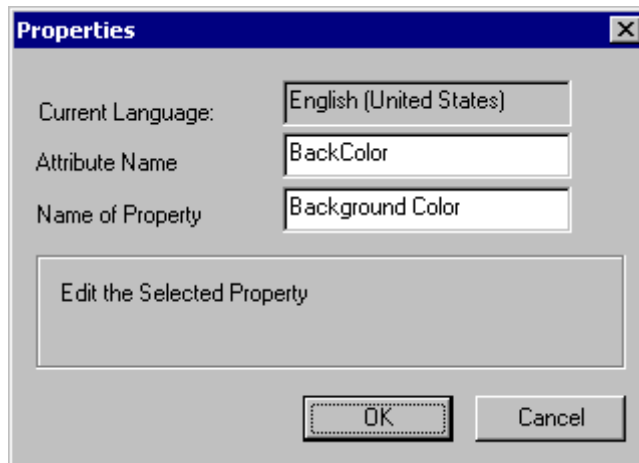 Properties
Current Language: English (United States)
Attribute Name BackColor
Name of Property Background Color
Edit the Selected Property
OK Cancel